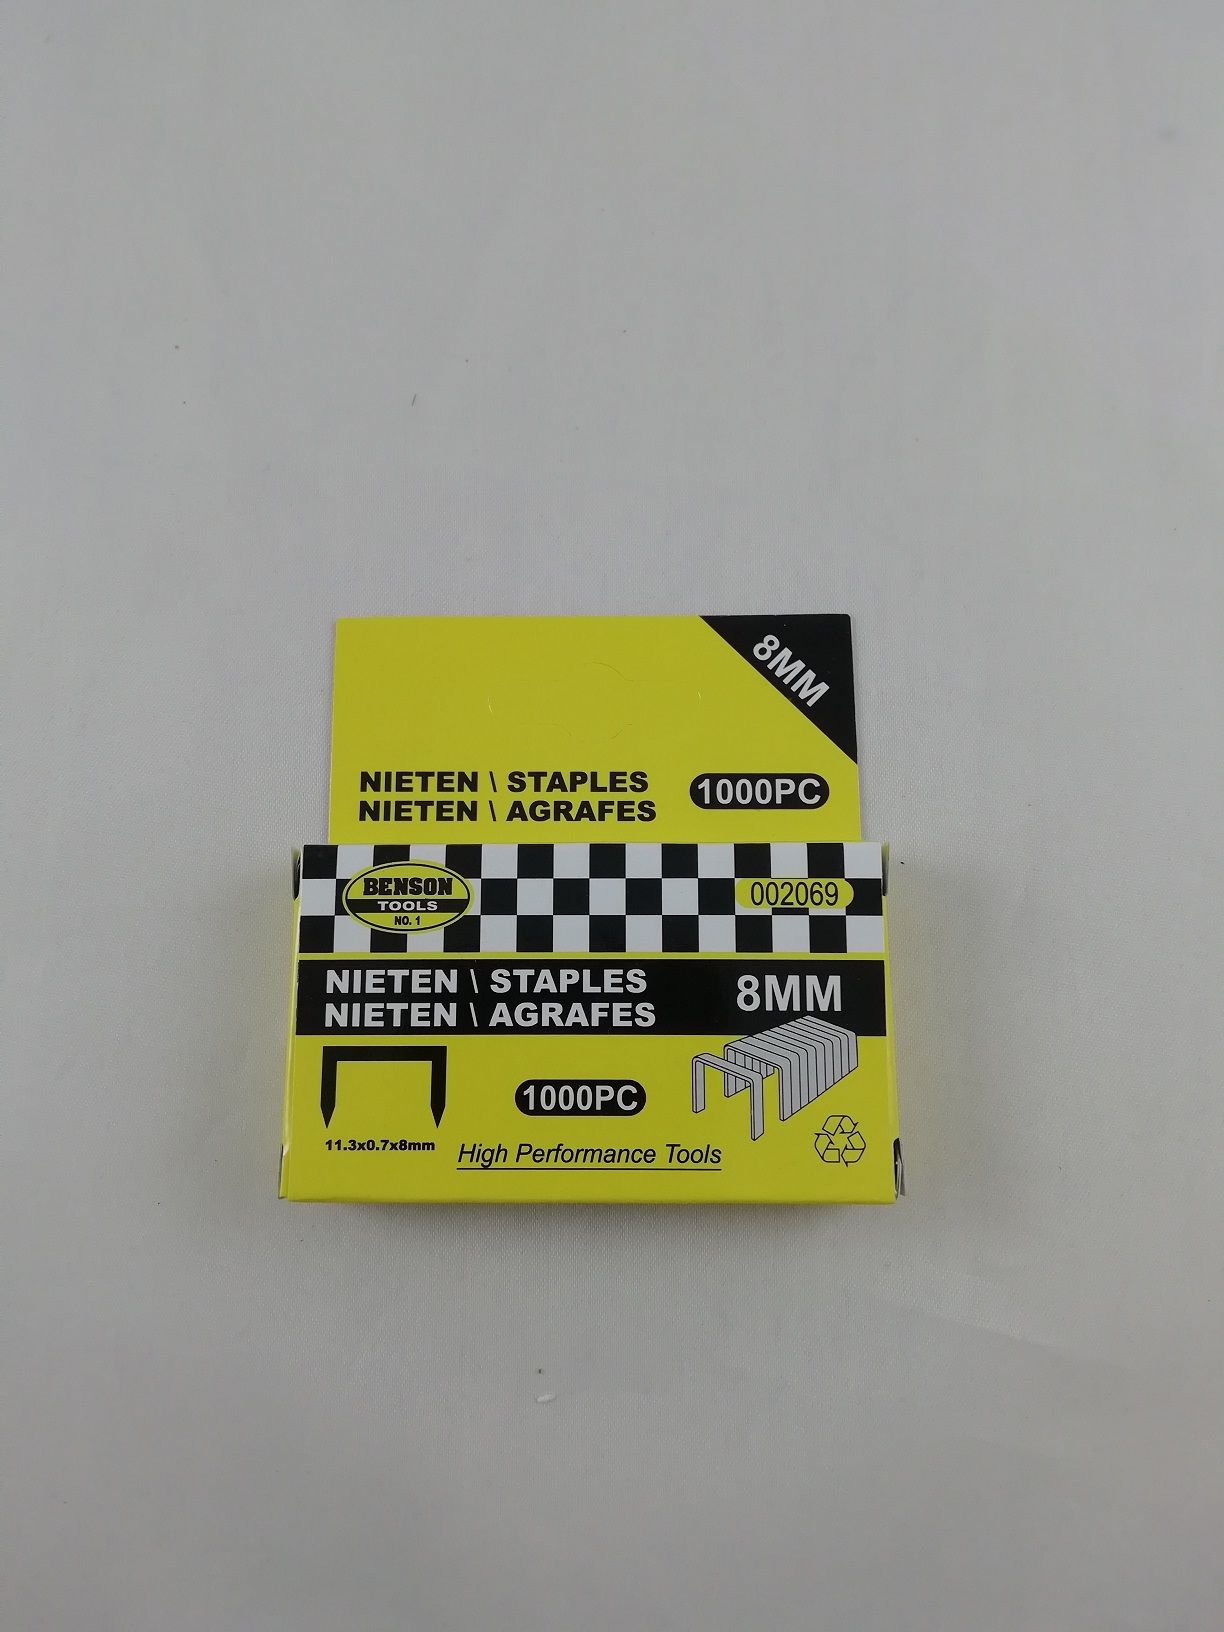 8MM
NIETEN \ STAPLES
NIETEN \ AGRAFES
1000PC
BENSON
TOOLS
NO. 1
002069
NIETEN \ STAPLES
NIETEN \ AGRAFES
8MM
1000PC
11.3x0.7x8mm
High Performance Tools